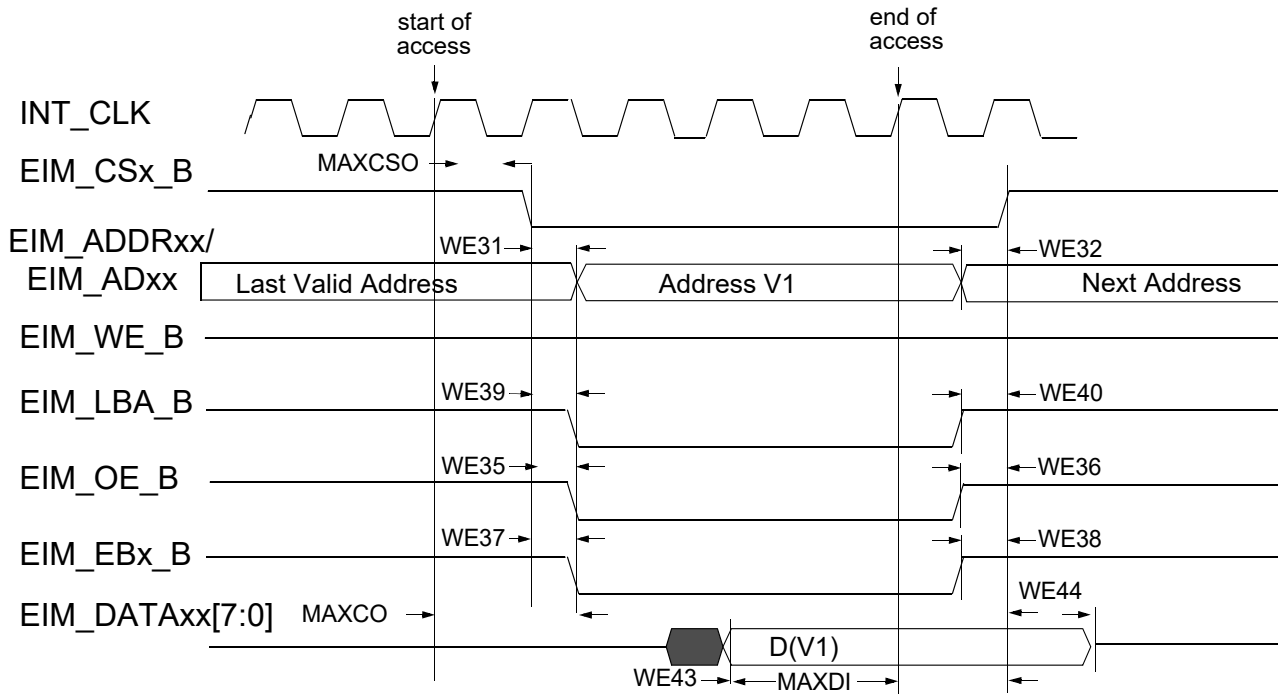 start of
access
end of
access
INT_CLK
MAXCSO
EIM_CSx_B
EIM_ADDRxx/
EIM_ADxx
WE31
WE32
Last Valid Address
Address V1
Next Address
EIM_WE_B
WE39
WE40
EIM_LBA_B
WE35
WE36
EIM_OE_B
WE37
WE38
EIM_EBx_B
WE44
EIM_DATAxx[7:0]
MAXCO
D(V1)
WE43
MAXDI